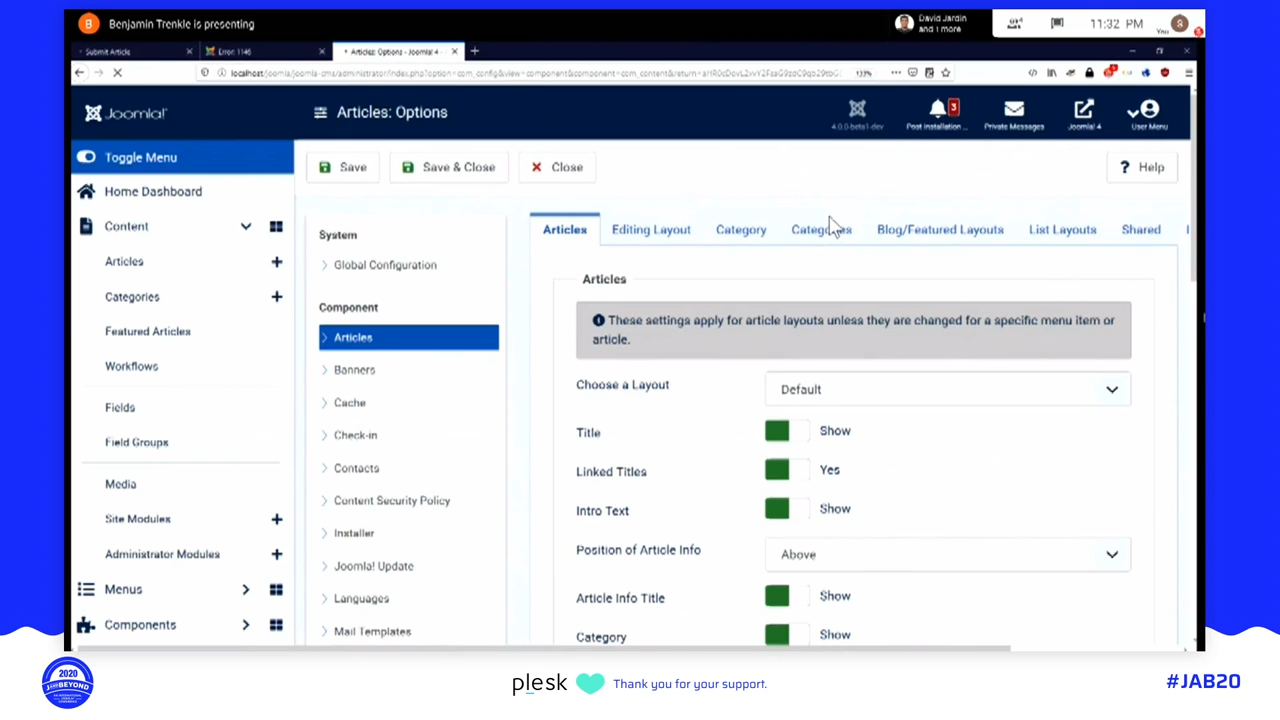 B Benjamin Trenkle is presenting
David Jardin
and 1 more
11:32 PM
You
S
Submit Article
Error: 1146
Articles: Options - Joomla! 4 -
133%
Joomla!
Articles: Options
4.0.0-beta1-dev
3
Post Installation ...
Private Messages
Joomla! 4
User Menu
Toggle Menu
Save
Save & Close
Close
? Help
Home Dashboard
Content
Articles
Categories
Featured Articles
Workflows
Fields
Field Groups
Media
Site Modules
Administrator Modules
Menus
Components
System
Global Configuration
Component
Articles
Banners
Cache
Check-in
Contacts
Content Security Policy
Installer
Joomla! Update
Languages
Mail Templates
Articles
Editing Layout
Category
Categories
Blog/Featured Layouts
List Layouts
Shared
Articles
These settings apply for article layouts unless they are changed for a specific menu item or
article.
Choose a Layout
Default
Title
Show
Linked Titles
Yes
Intro Text
Show
Position of Article Info
Above
Article Info Title
Show
Category
Show
2020
JANDBEYOND
plesk
Thank you for your support.
#JAB20